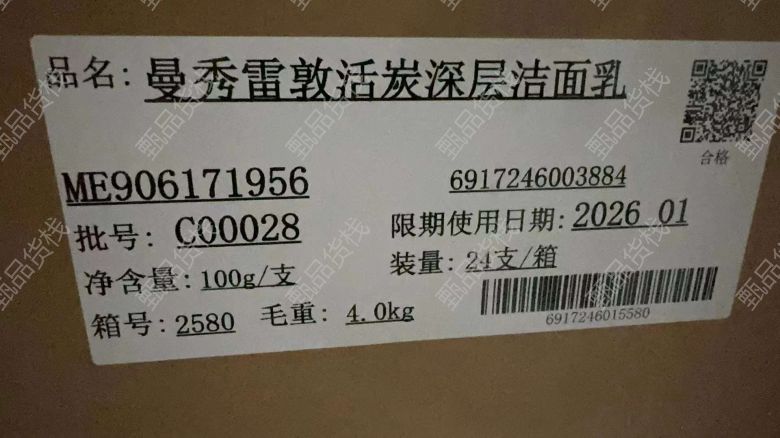 品名: 曼秀雷敦活炭深层洁面乳
合格
ME906171956
6917246003884
批号: C00028
限期使用日期: 2026 01
净含量: 100g/支
装量: 24支/箱
箱号: 2580 毛重: 4.0kg
6917246015580
甄品货栈